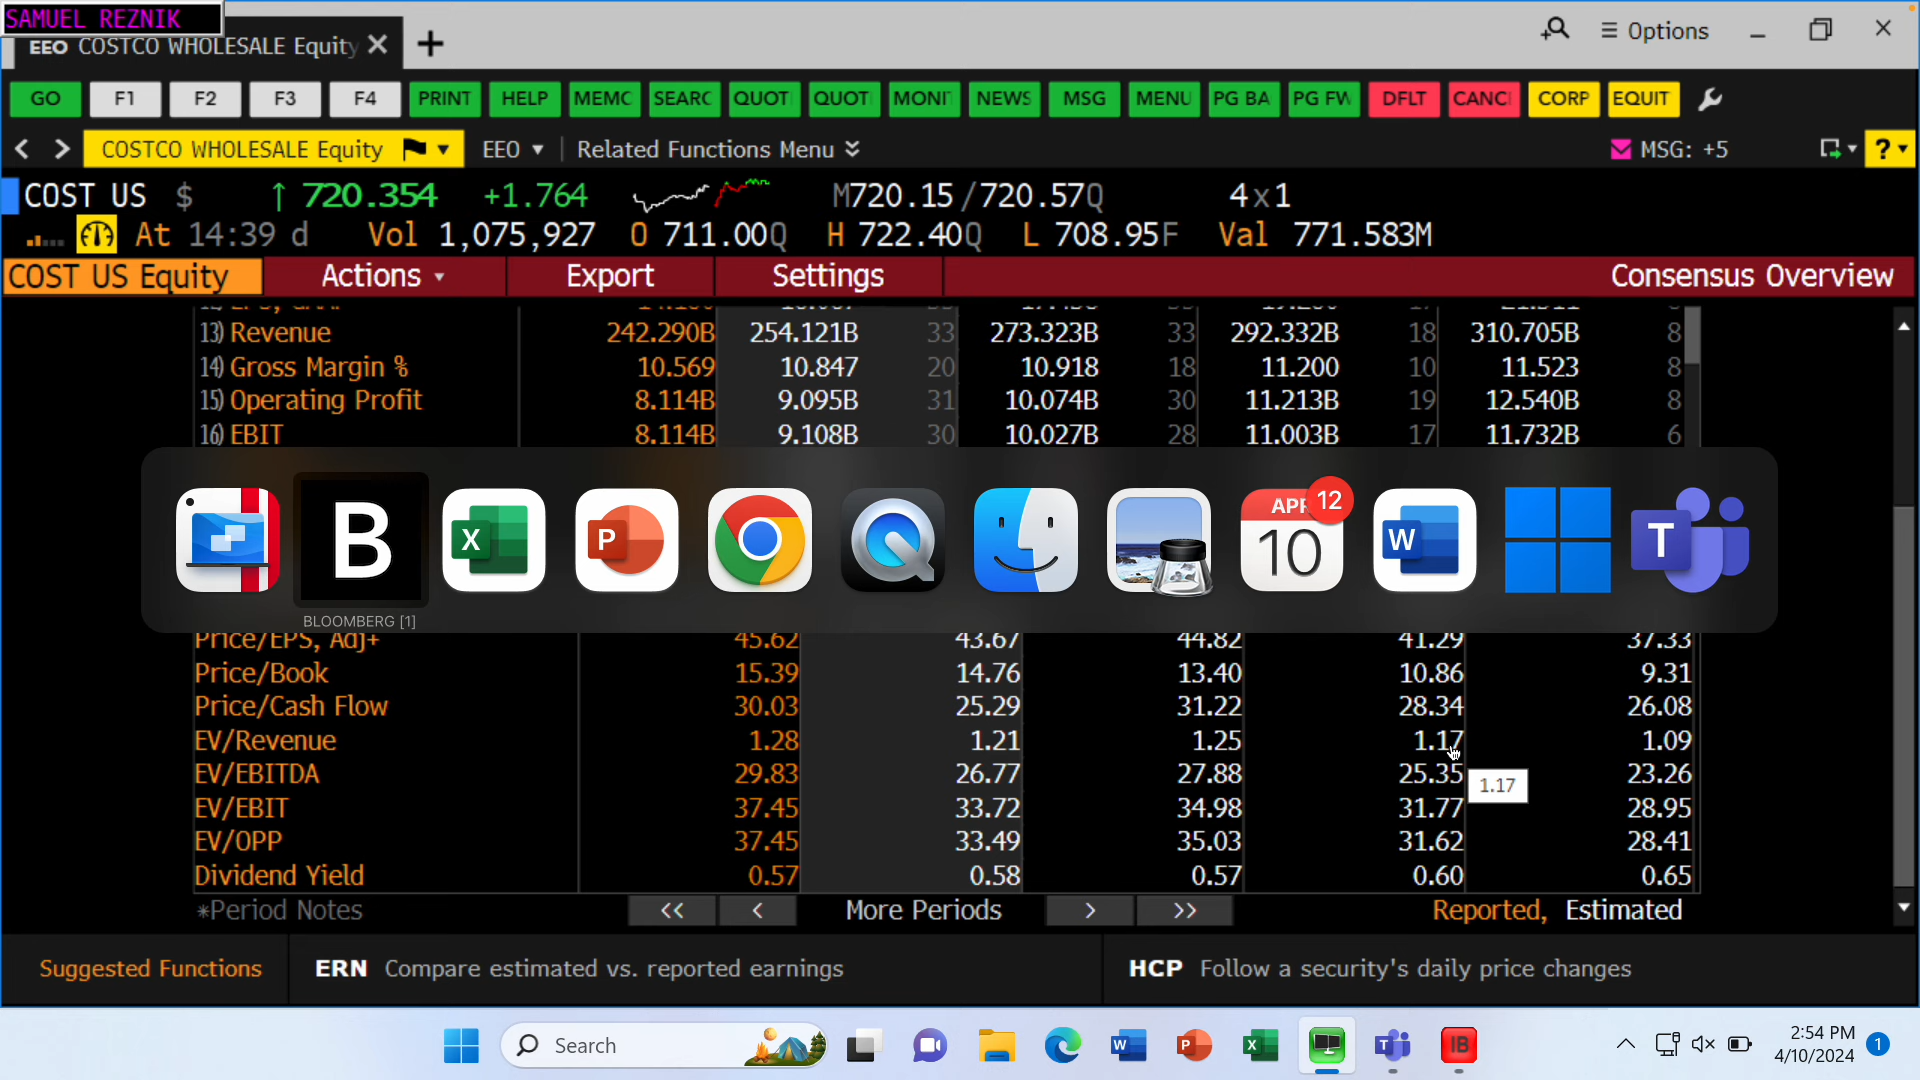 SAMUEL REZNIK
EEO COSTCO WHOLESALE Equity
Options
GO F1 F2 F3 F4 PRINT HELP MEMC SEARC QUOT QUOT MONI NEWS MSG MENU PG BA PG FW DFLT CANC CORP EQUIT
COSTCO WHOLESALE Equity EEO Related Functions Menu MSG: +5 ?
COST US $ ↑ 720.354 +1.764 M720.15/720.57Q 4x1
At 14:39 d Vol 1,075,927 O 711.00Q H 722.40Q L 708.95F Val 771.583M
COST US Equity Actions Export Settings Consensus Overview
13) Revenue 242.290B 254.121B 33 273.323B 33 292.332B 18 310.705B 8
14) Gross Margin % 10.569 10.847 20 10.918 18 11.200 10 11.523 8
15) Operating Profit 8.114B 9.095B 31 10.074B 30 11.213B 19 12.540B 8
16) EBIT 8.114B 9.108B 30 10.027B 28 11.003B 17 11.732B 6
B X P APR 10 12 W T
BLOOMBERG [1]
Price/EPS, Adj+ 45.62 43.67 44.82 41.29 37.33
Price/Book 15.39 14.76 13.40 10.86 9.31
Price/Cash Flow 30.03 25.29 31.22 28.34 26.08
EV/Revenue 1.28 1.21 1.25 1.17 1.09
EV/EBITDA 29.83 26.77 27.88 25.35 23.26
1.17
EV/EBIT 37.45 33.72 34.98 31.77 28.95
EV/OPP 37.45 33.49 35.03 31.62 28.41
Dividend Yield 0.57 0.58 0.57 0.60 0.65
*Period Notes << < More Periods > >> Reported, Estimated
Suggested Functions ERN Compare estimated vs. reported earnings HCP Follow a security's daily price changes
Search W P X T IB 2:54 PM
4/10/2024 1